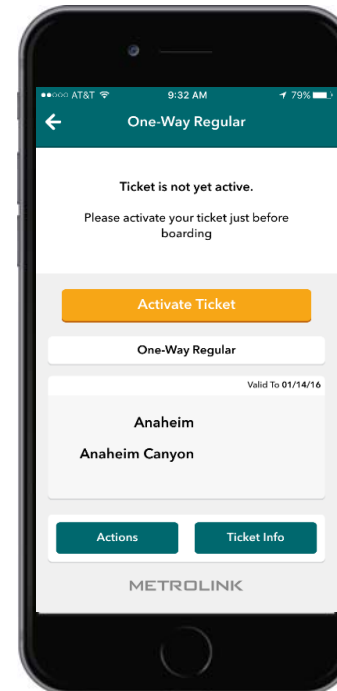 AT&T 9:32 AM 79%
One-Way Regular
Ticket is not yet active.
Please activate your ticket just before
boarding
Activate Ticket
One-Way Regular
Valid To 01/14/16
Anaheim
Anaheim Canyon
Actions Ticket Info
METROLINK